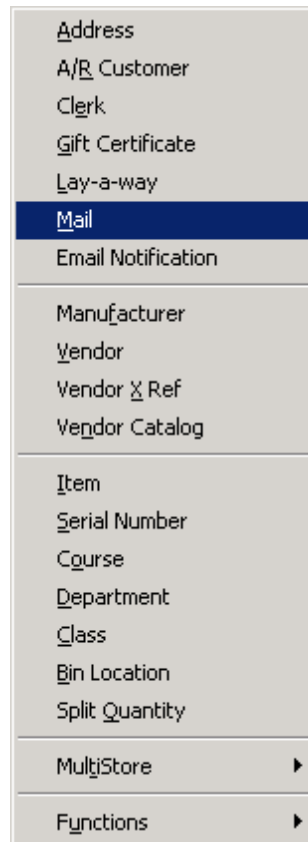 Address
A/R Customer
Clerk
Gift Certificate
Lay-a-way
Mail
Email Notification
Manufacturer
Vendor
Vendor X Ref
Vendor Catalog
Item
Serial Number
Course
Department
Class
Bin Location
Split Quantity
MultiStore
Functions